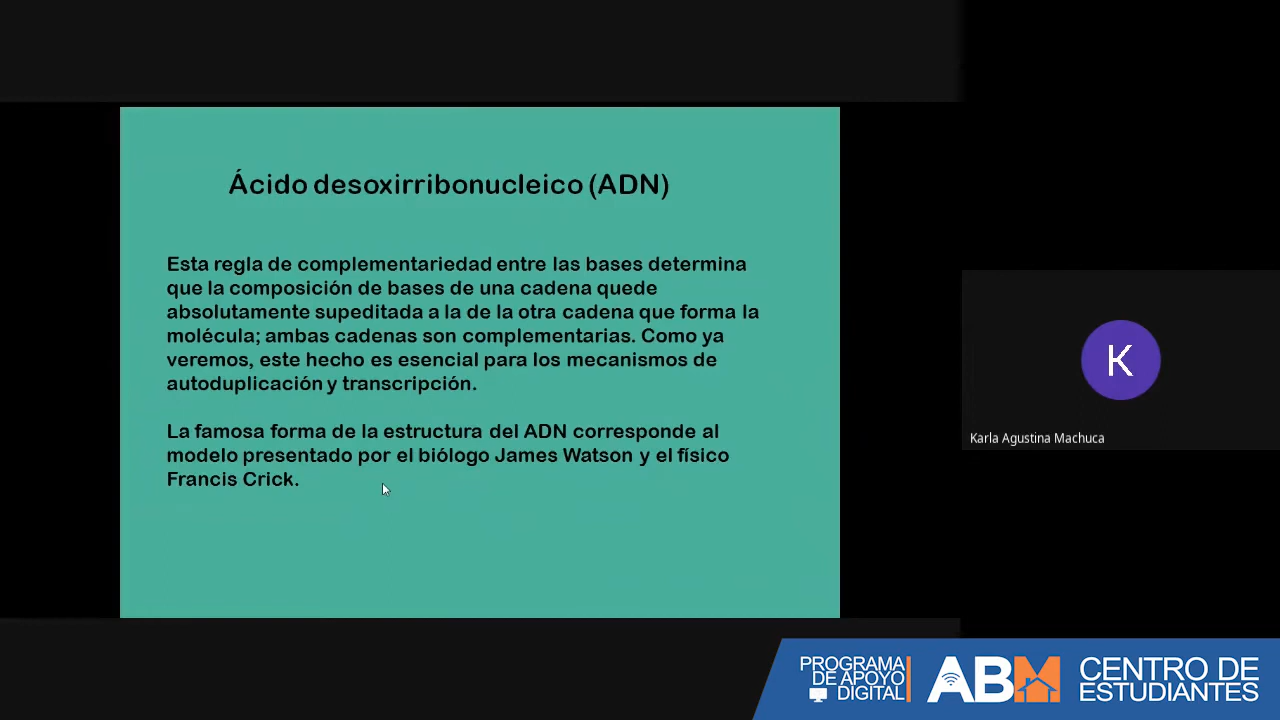 Ácido desoxirribonucleico (ADN)
Esta regla de complementariedad entre las bases determina
que la composición de bases de una cadena quede
absolutamente supeditada a la de la otra cadena que forma la
molécula; ambas cadenas son complementarias. Como ya
veremos, este hecho es esencial para los mecanismos de
autoduplicación y transcripción.
La famosa forma de la estructura del ADN corresponde al
modelo presentado por el biólogo James Watson y el físico
Francis Crick.
K
Karla Agustina Machuca
PROGRAMA
DE APOYO
DIGITAL
ABM
CENTRO DE
ESTUDIANTES